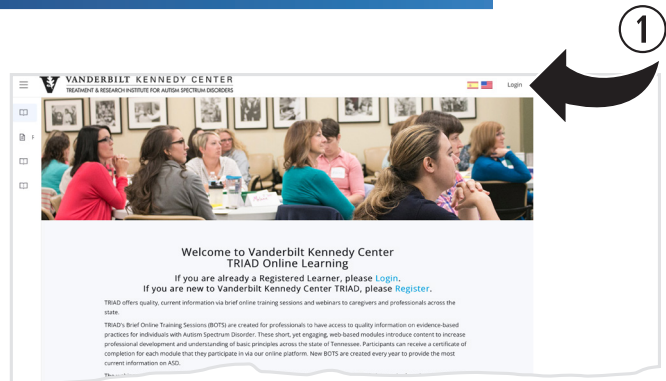 1
VANDERBILT KENNEDY CENTER
TREATMENT & RESEARCH INSTITUTE FOR AUTISM SPECTRUM DISORDERS
Login
Welcome to Vanderbilt Kennedy Center
TRIAD Online Learning
If you are already a Registered Learner, please Login.
If you are new to Vanderbilt Kennedy Center TRIAD, please Register.
TRIAD offers quality, current information via brief online training sessions and webinars to caregivers and professionals across the
state.
TRIAD's Brief Online Training Sessions (BOTS) are created for professionals to have access to quality information on evidence-based
practices for individuals with Autism Spectrum Disorder. These short, yet engaging, web-based modules introduce content to increase
professional development and understanding of basic principles across the state of Tennessee. Participants can receive a certificate of
completion for each module that they participate in via our online platform. New BOTS are created every year to provide the most
current information on ASD.